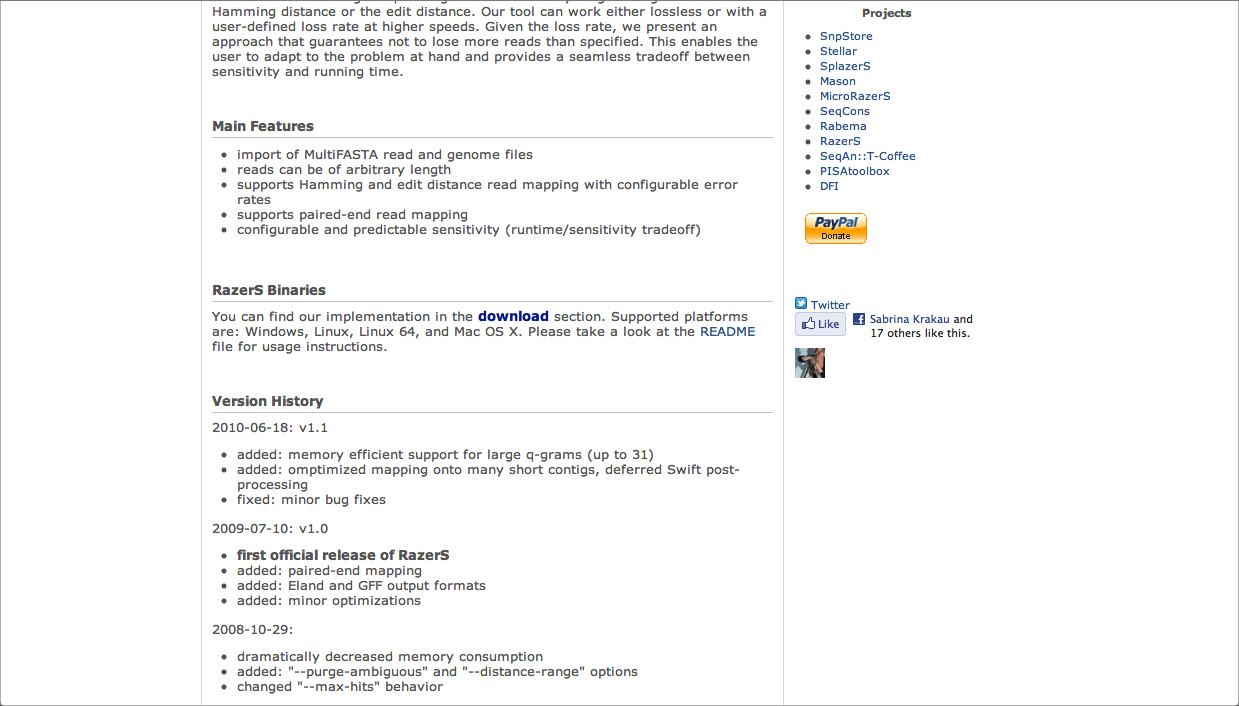 Hamming distance or the edit distance. Our tool can work either lossless or with a
user-defined loss rate at higher speeds. Given the loss rate, we present an
approach that guarantees not to lose more reads than specified. This enables the
user to adapt to the problem at hand and provides a seamless tradeoff between
sensitivity and running time.
Main Features
import of MultiFASTA read and genome files
reads can be of arbitrary length
supports Hamming and edit distance read mapping with configurable error
rates
supports paired-end read mapping
configurable and predictable sensitivity (runtime/sensitivity tradeoff)
RazerS Binaries
You can find our implementation in the download section. Supported platforms
are: Windows, Linux, Linux 64, and Mac OS X. Please take a look at the README
file for usage instructions.
Version History
2010-06-18: v1.1
added: memory efficient support for large q-grams (up to 31)
added: omptimized mapping onto many short contigs, deferred Swift post-
processing
fixed: minor bug fixes
2009-07-10: v1.0
first official release of RazerS
added: paired-end mapping
added: Eland and GFF output formats
added: minor optimizations
2008-10-29:
dramatically decreased memory consumption
added: "--purge-ambiguous" and "--distance-range" options
changed "--max-hits" behavior
Projects
SnpStore
Stellar
SplazerS
Mason
MicroRazerS
SeqCons
Rabema
RazerS
SeqAn::T-Coffee
PISAtoolbox
DFI
PayPal
Donate
Twitter
Like
Sabrina Krakau and
17 others like this.